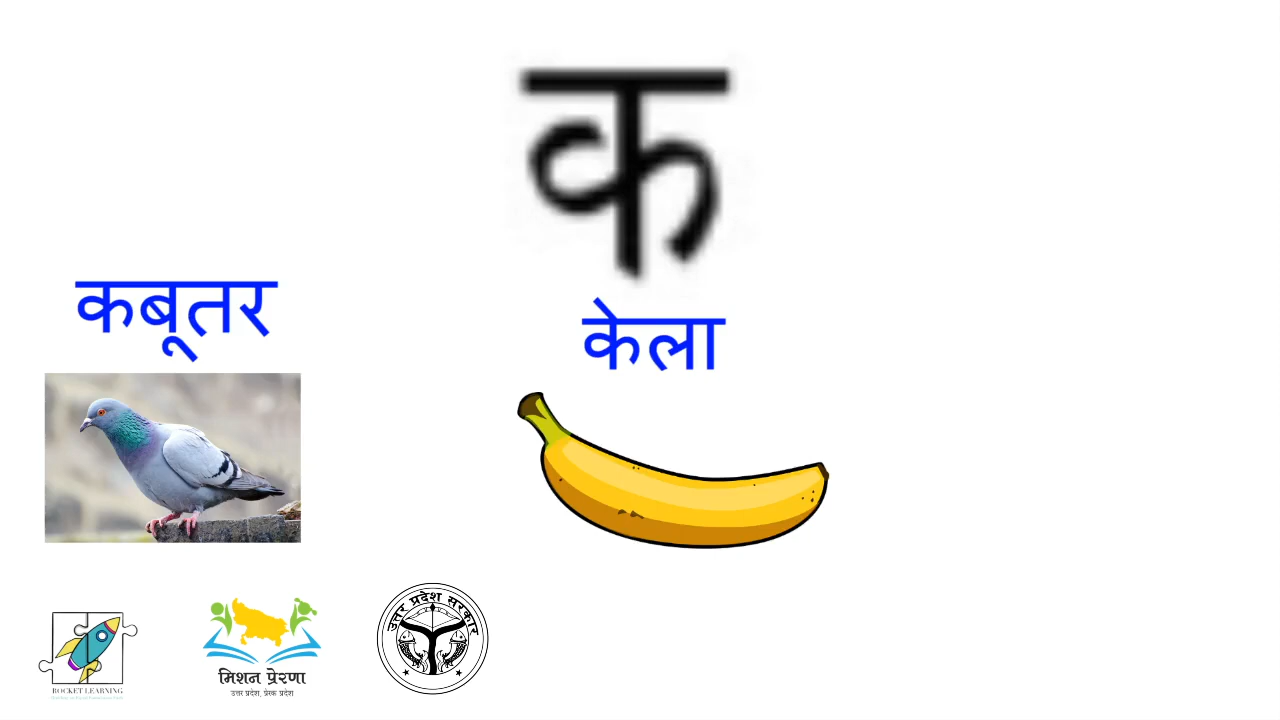 क
कबूतर
केला
ROCKET LEARNING
मिशन प्रेरणा
उत्तर प्रदेश, प्रेरक प्रदेश
उत्तर प्रदेश सरकार